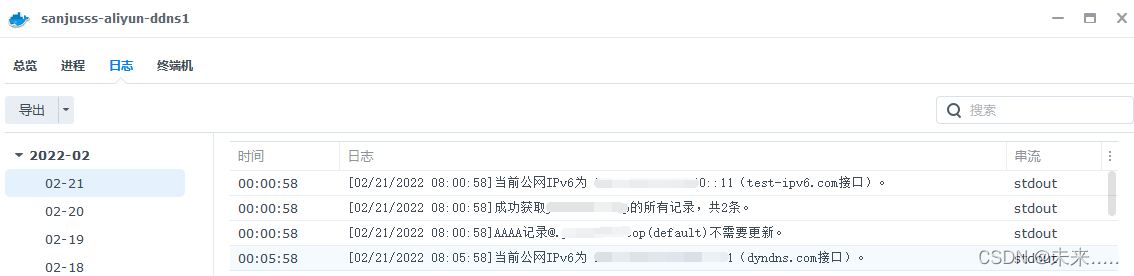 sanjusss-aliyun-ddns1
总览 进程 日志 终端机
导出 搜索
2022-02
02-21
02-20
02-19
02-18
时间 日志 串流
00:00:58 [02/21/2022 08:00:58]当前公网IPv6为 0::11（test-ipv6.com接口）。 stdout
00:00:58 [02/21/2022 08:00:58]成功获取 的所有记录，共2条。 stdout
00:00:58 [02/21/2022 08:00:58]AAAA记录@. op(default)不需要更新。 stdout
00:05:58 [02/21/2022 08:05:58]当前公网IPv6为 1（dyndns.com接口）。 stdout
CSDN @未来.....